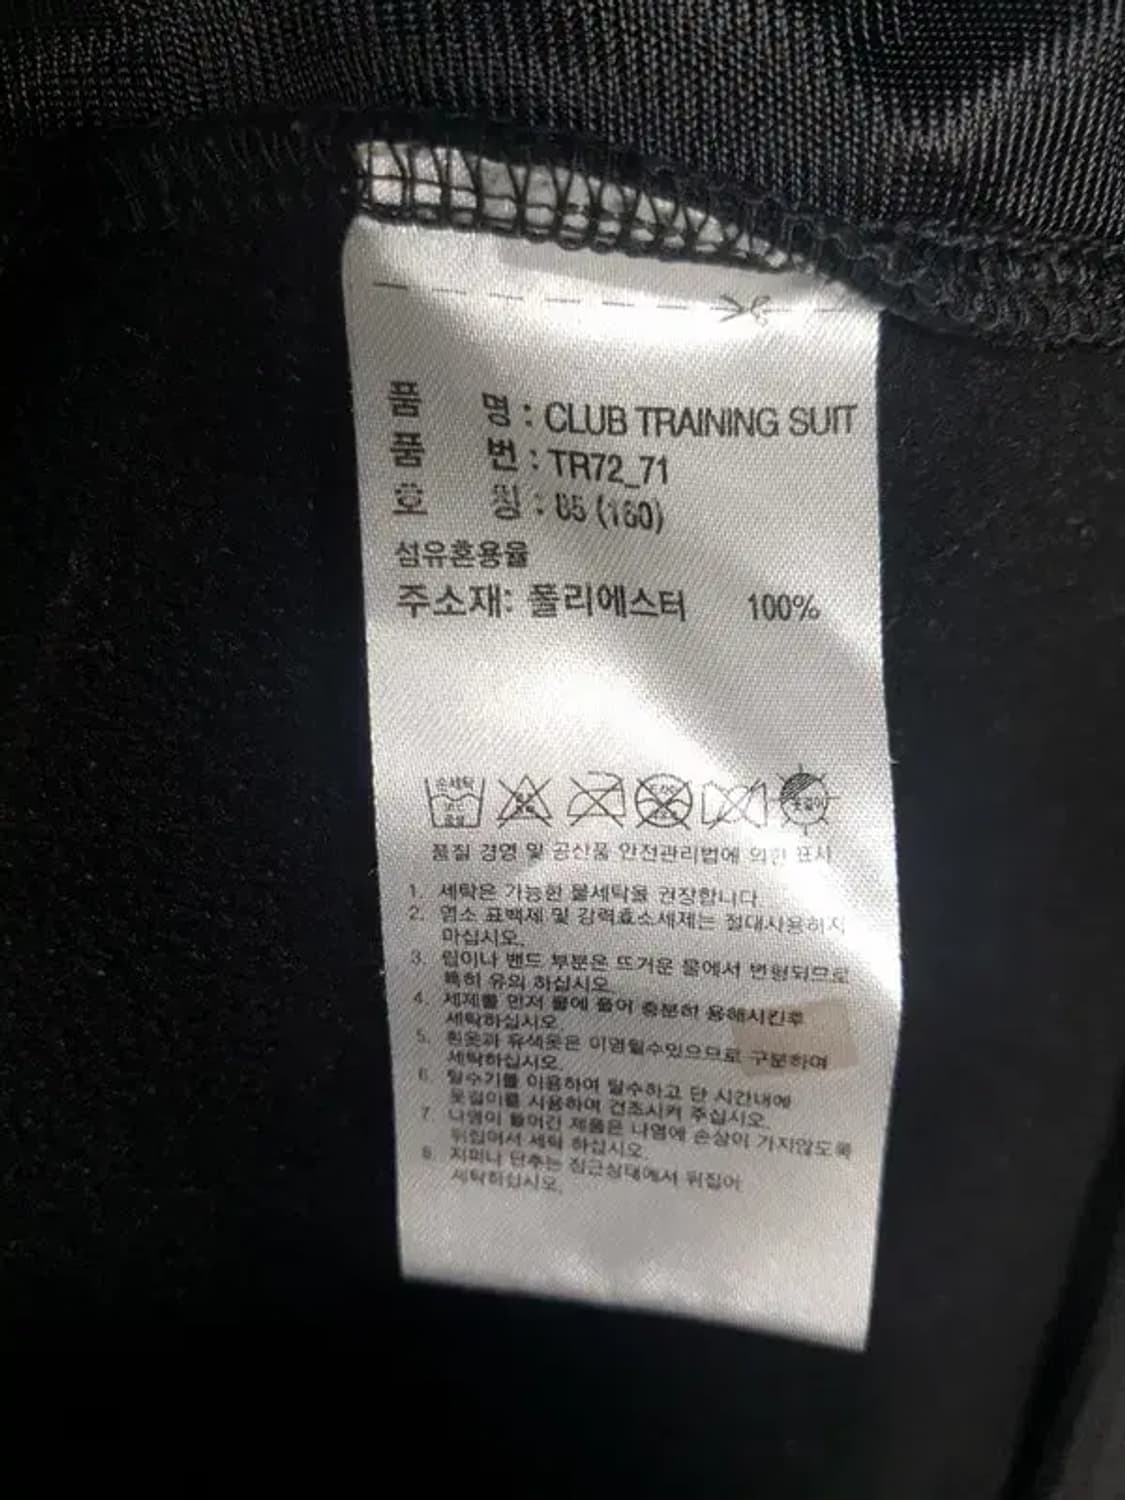 품 명 : CLUB TRAINING SUIT
품 번 : TR72_71
호 칭 : 85 (160)
섬유혼용율
주소재: 폴리에스터 100%
손세탁
중성
옷걸이
품질 경영 및 공산품 안전관리법에 의한 표시
1. 세탁은 가능한 물세탁을 권장합니다
2. 염소 표백제 및 강력효소세제는 절대사용하지
마십시오.
3. 립이나 밴드 부분은 뜨거운 물에서 변형되므로
특히 유의 하십시오.
4. 세제를 먼저 물에 풀어 충분히 용해시킨후
세탁하십시오.
5. 흰옷과 유색옷은 이염될수있으므로 구분하여
세탁하십시오.
6. 탈수기를 이용하여 탈수하고 단 시간내에
옷걸이를 사용하여 건조시켜 주십시오.
7. 나염이 들어간 제품은 나염에 손상이 가지않도록
뒤집어서 세탁 하십시오.
8. 지퍼나 단추는 잠근상태에서 뒤집어
세탁하십시오.